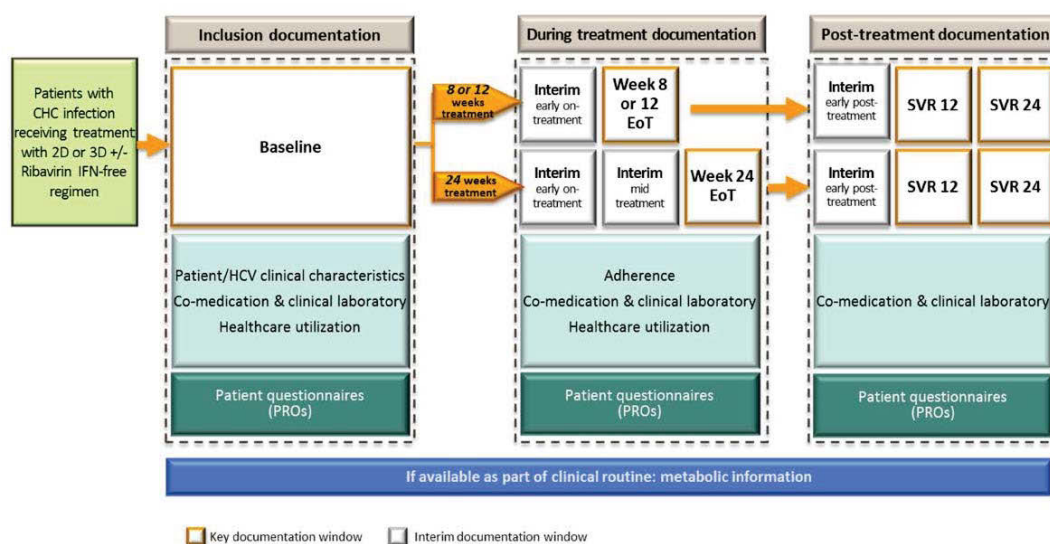 Inclusion documentation
During treatment documentation
Post-treatment documentation
Patients with
CHC infection
receiving treatment
with 2D or 3D +/-
Ribavirin IFN-free
regimen
Baseline
8 or 12
weeks
treatment
Interim
early on-
treatment
Week 8
or 12
EoT
Interim
early post-
treatment
SVR 12
SVR 24
24 weeks
treatment
Interim
early on-
treatment
Interim
mid
treatment
Week 24
EoT
Interim
early post-
treatment
SVR 12
SVR 24
Patient/HCV clinical characteristics
Co-medication & clinical laboratory
Healthcare utilization
Adherence
Co-medication & clinical laboratory
Healthcare utilization
Co-medication & clinical laboratory
Patient questionnaires
(PROs)
Patient questionnaires
(PROs)
Patient questionnaires
(PROs)
If available as part of clinical routine: metabolic information
Key documentation window
Interim documentation window